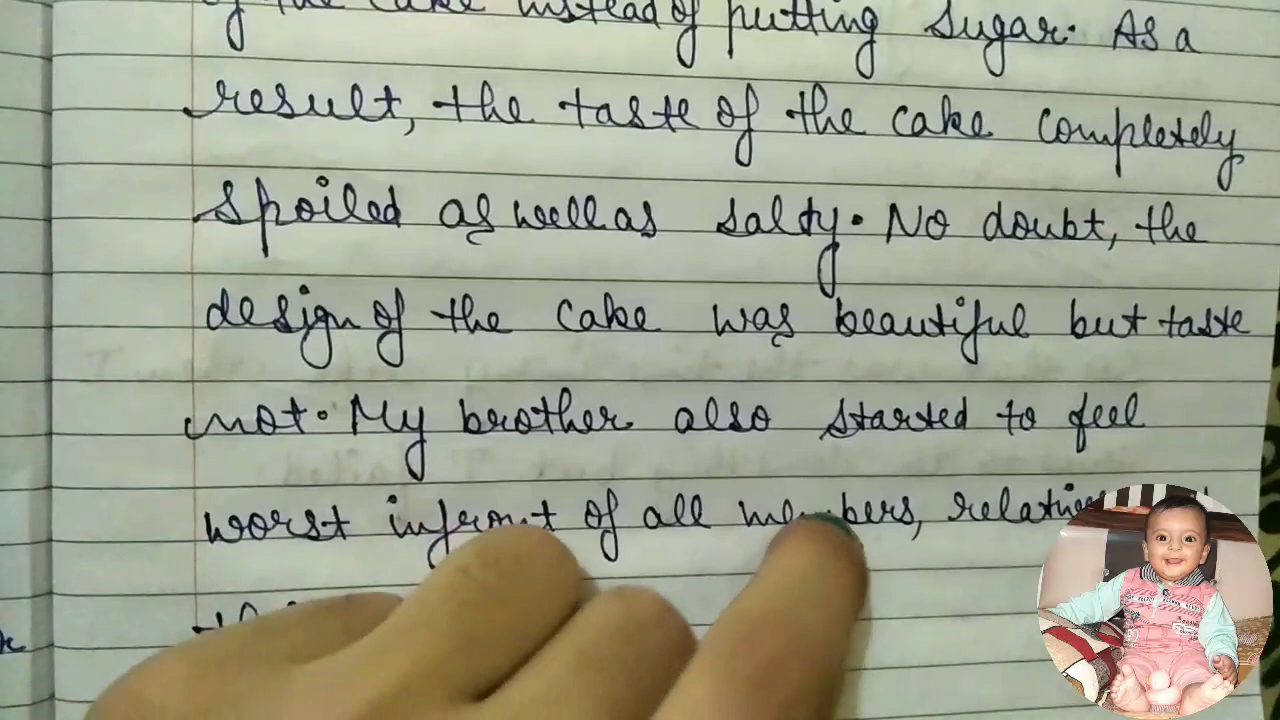 of the cake instead of putting Sugar. As a
result, the taste of the cake completely
spoiled as well as salty. No doubt, the
design of the cake was beautiful but taste
not. My brother also started to feel
worst infront of all members,